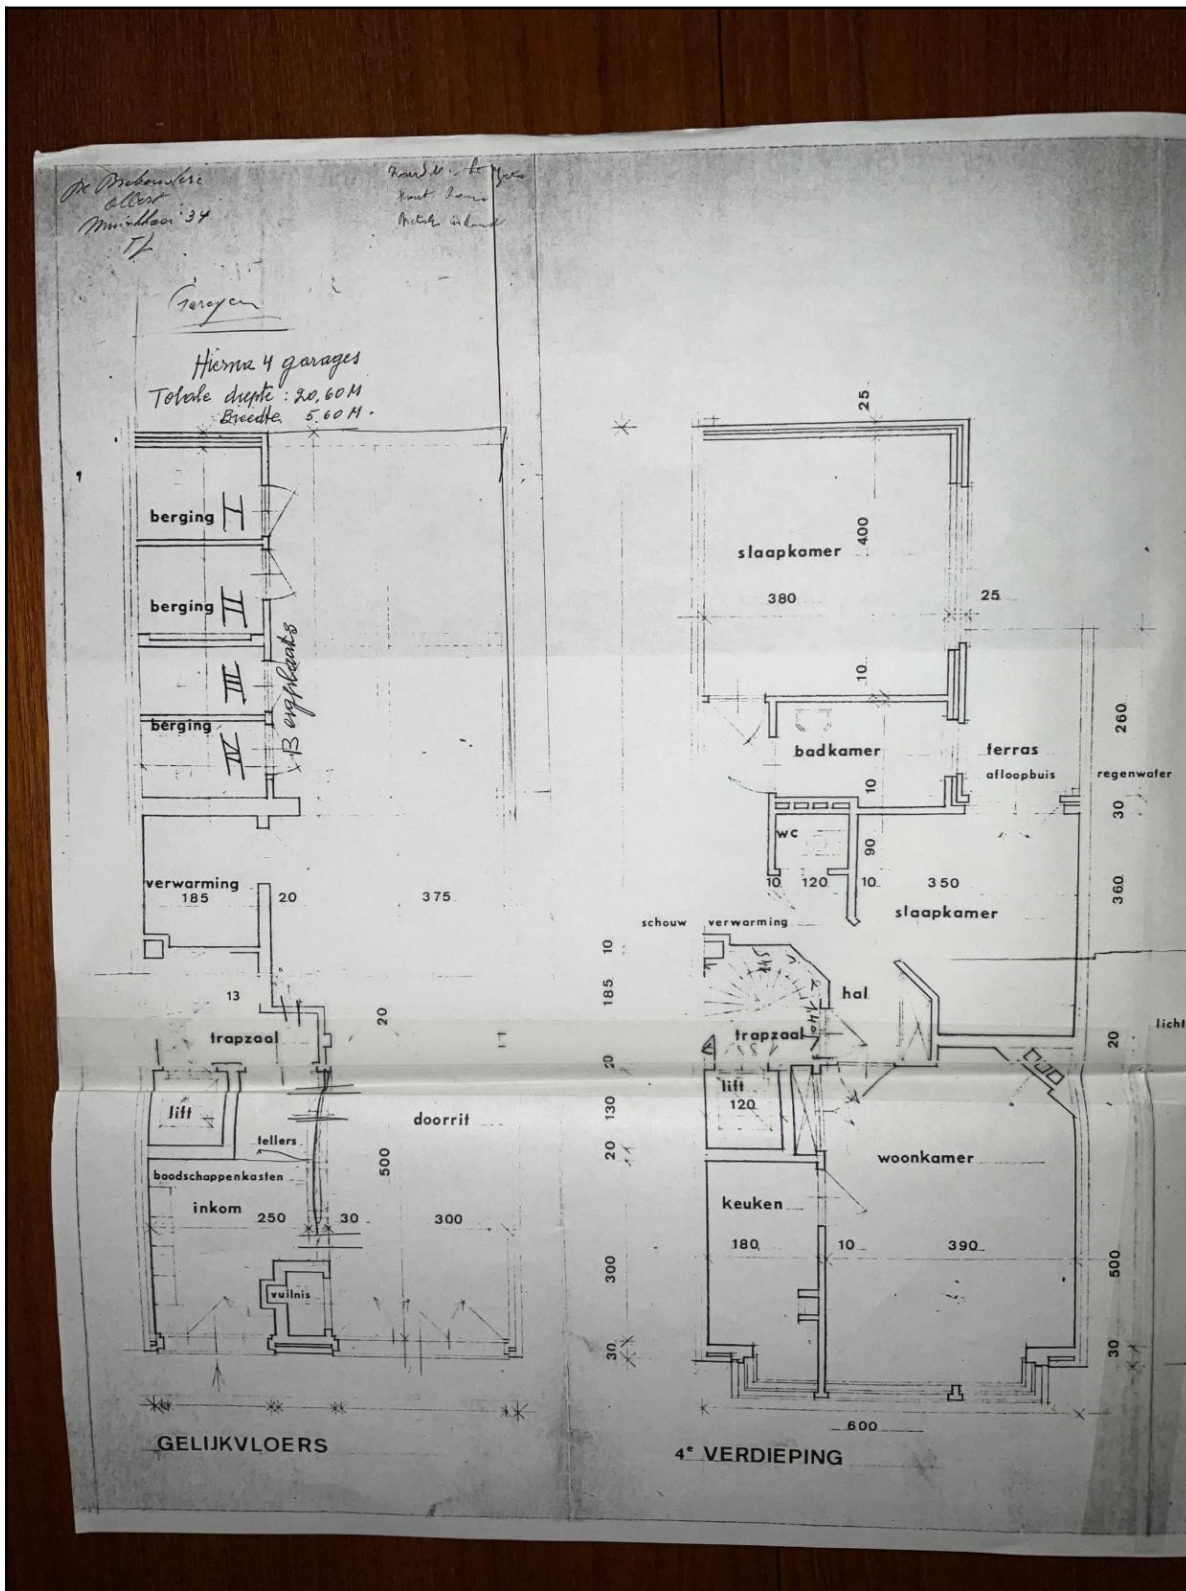 Muinkkaai 34
Garagen
Hierna 4 garages
Totale diepte : 20,60 M
Breedte 5.60 M.
berging I
berging II
III
berging
IV
Bergplaats
verwarming
185 20 375
13
20
trapzaal
lift
tellers
doorrit
500
boodschappenkasten
inkom
250 30 300
vuilnis
GELIJKVLOERS
25
slaapkamer
400
380 25
10
260
badkamer terras
afloopbuis regenwater
10
30
wc
90
10 120 10 350
360
slaapkamer
schouw verwarming
10
185
hal
trapzaal
20
20
licht
lift
120
130
20
woonkamer
keuken
180 10 390
300
500
30
30
600
4e VERDIEPING